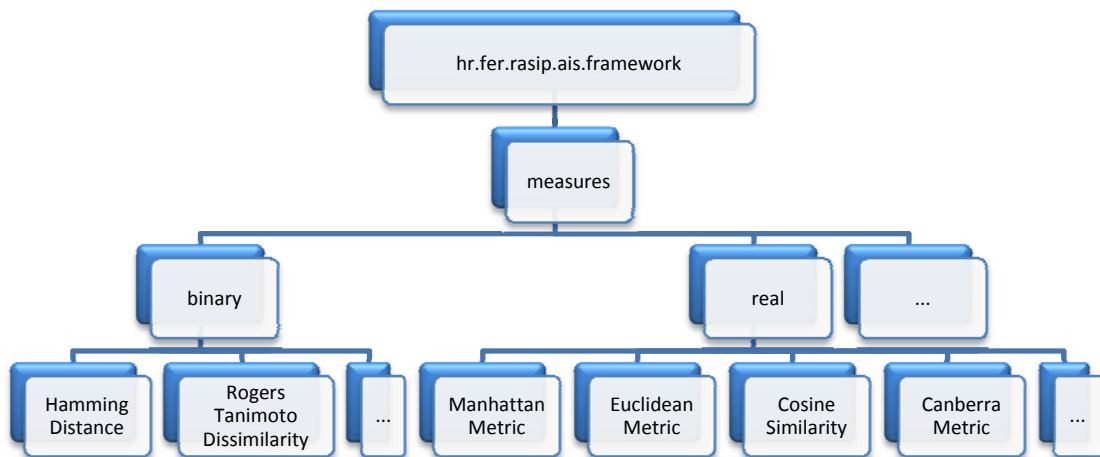 hr.fer.rasip.ais.framework
measures
binary
real
...
Hamming
Distance
Rogers
Tanimoto
Dissimilarity
...
Manhattan
Metric
Euclidean
Metric
Cosine
Similarity
Canberra
Metric
...